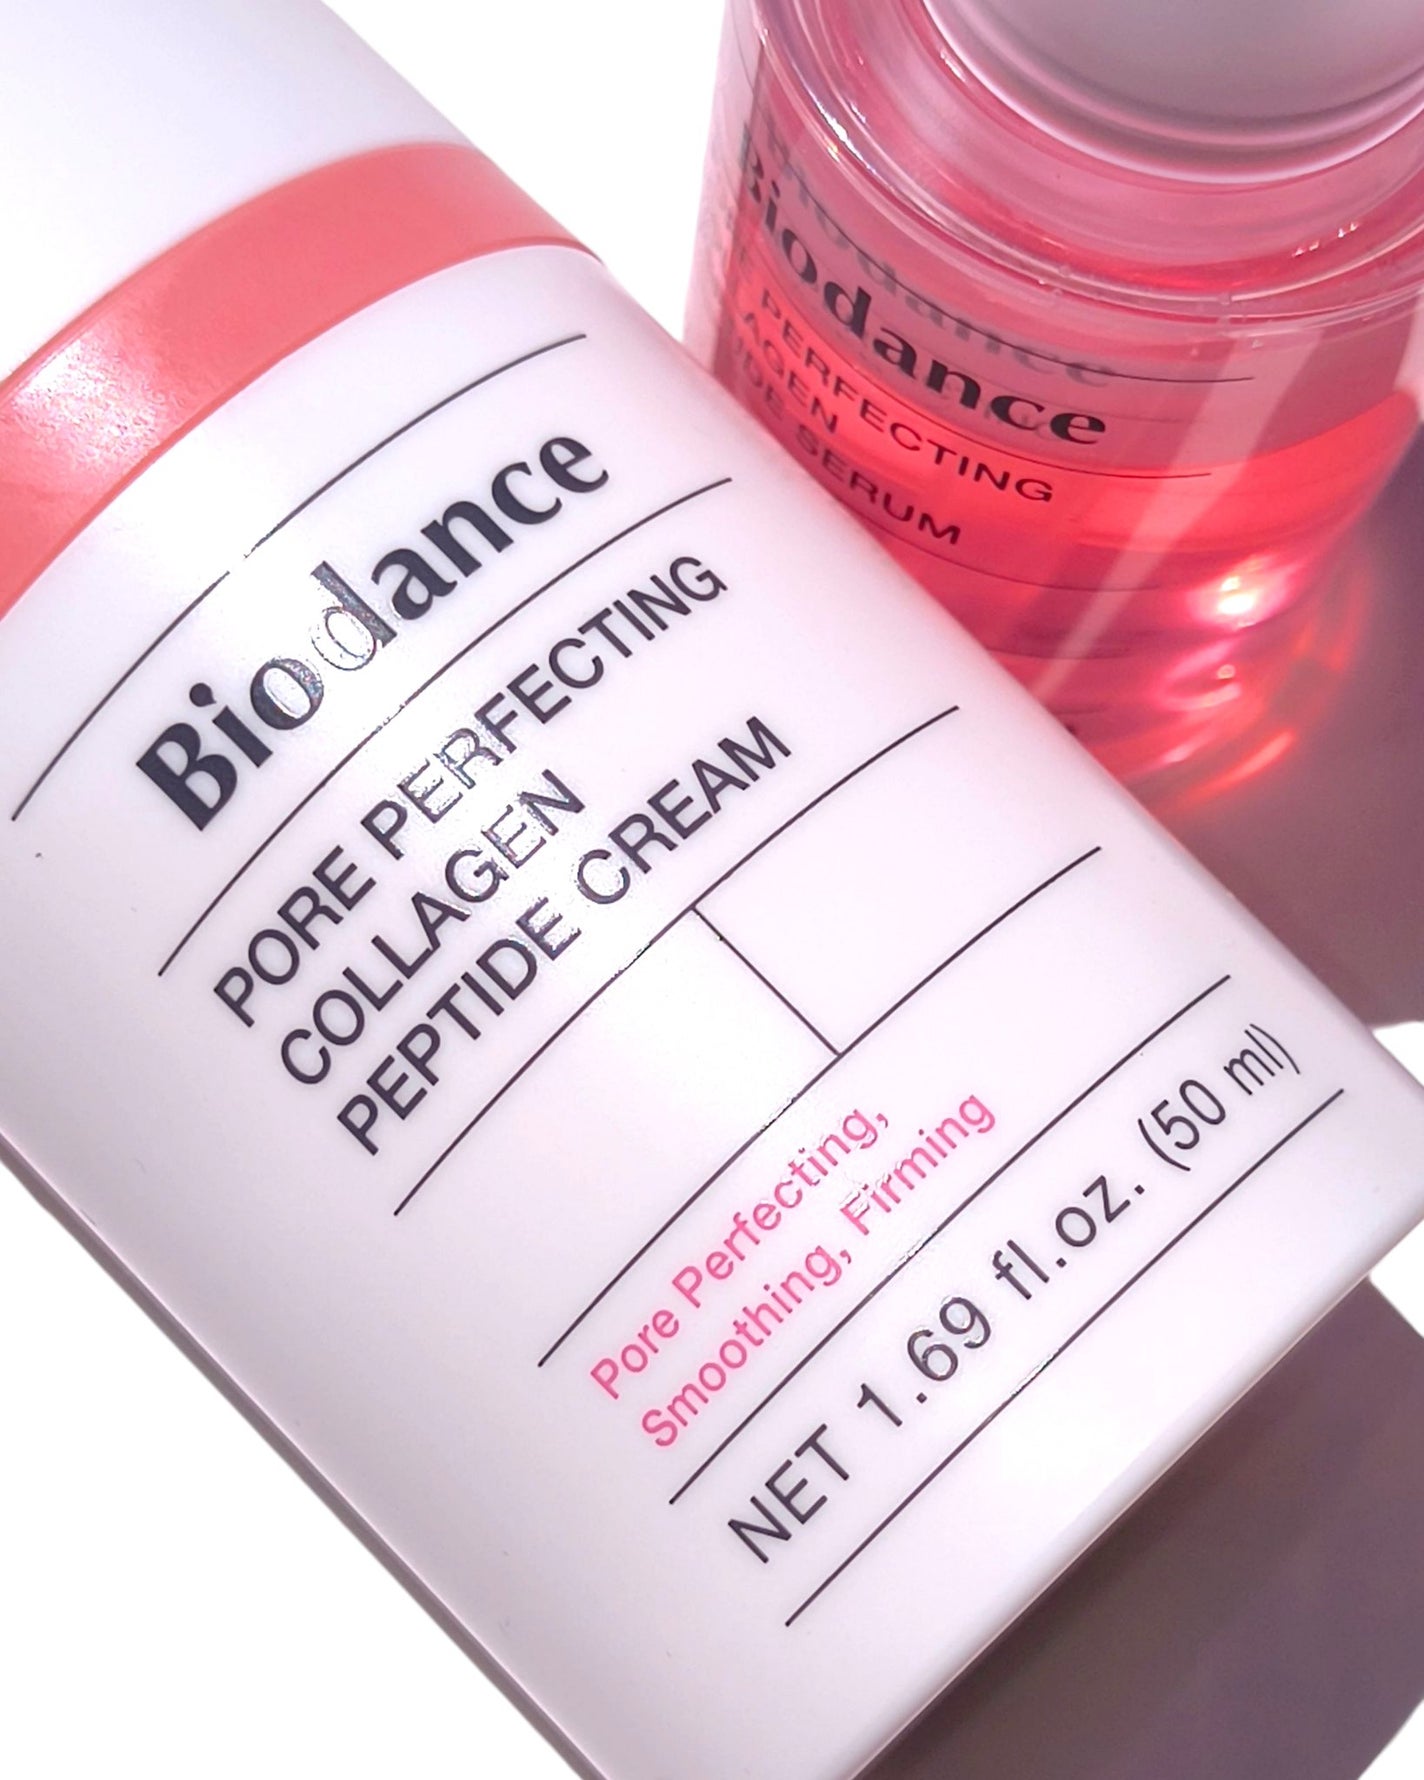 Biodance
PORE PERFECTING
COLLAGEN
PEPTIDE CREAM
Pore Perfecting,
Smoothing, Firming
NET 1.69 fl.oz. (50 ml)
Biodance
PERFECTING
SERUM